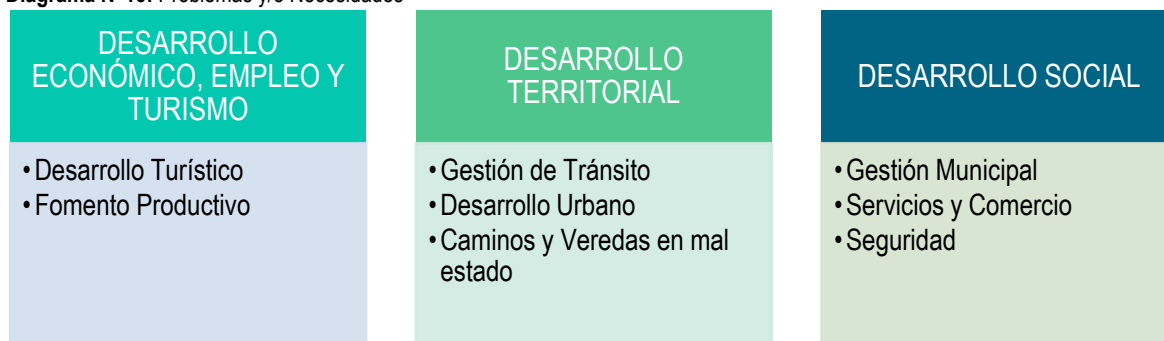 Problemas y/o Necesidades
DESARROLLO
ECONÓMICO, EMPLEO Y
TURISMO
• Desarrollo Turístico
• Fomento Productivo
DESARROLLO
TERRITORIAL
• Gestión de Tránsito
• Desarrollo Urbano
• Caminos y Veredas en mal
estado
DESARROLLO SOCIAL
• Gestión Municipal
• Servicios y Comercio
• Seguridad